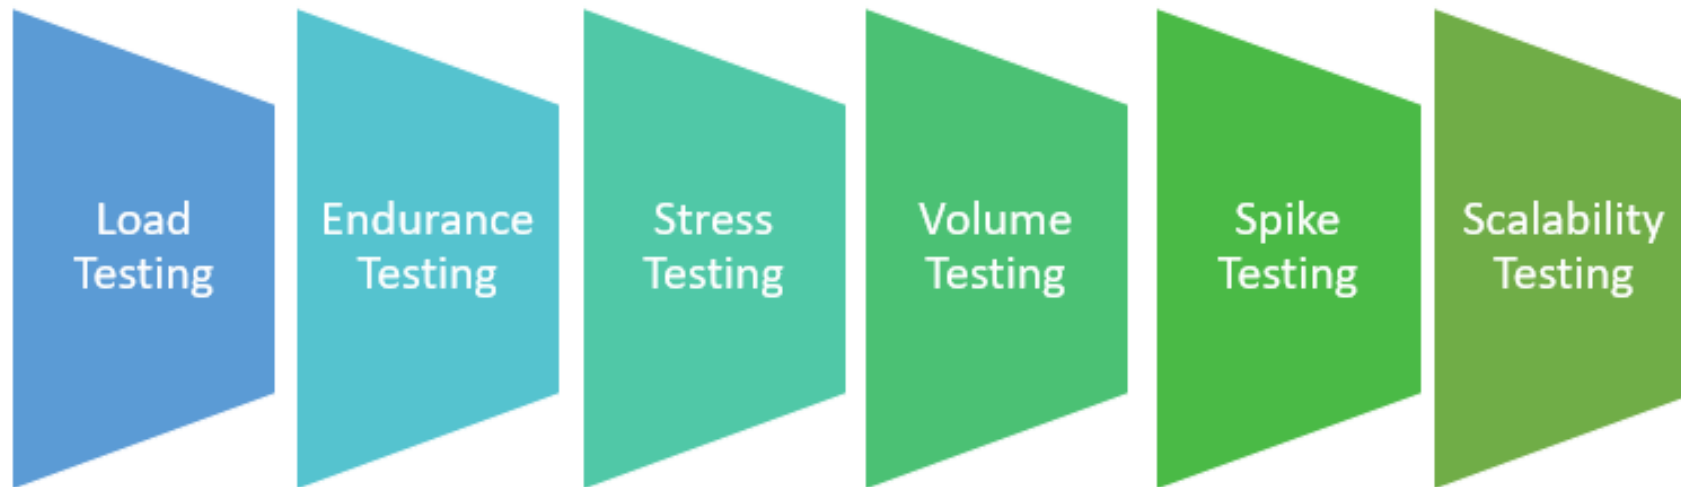 Load
Testing
Endurance
Testing
Stress
Testing
Volume
Testing
Spike
Testing
Scalability
Testing